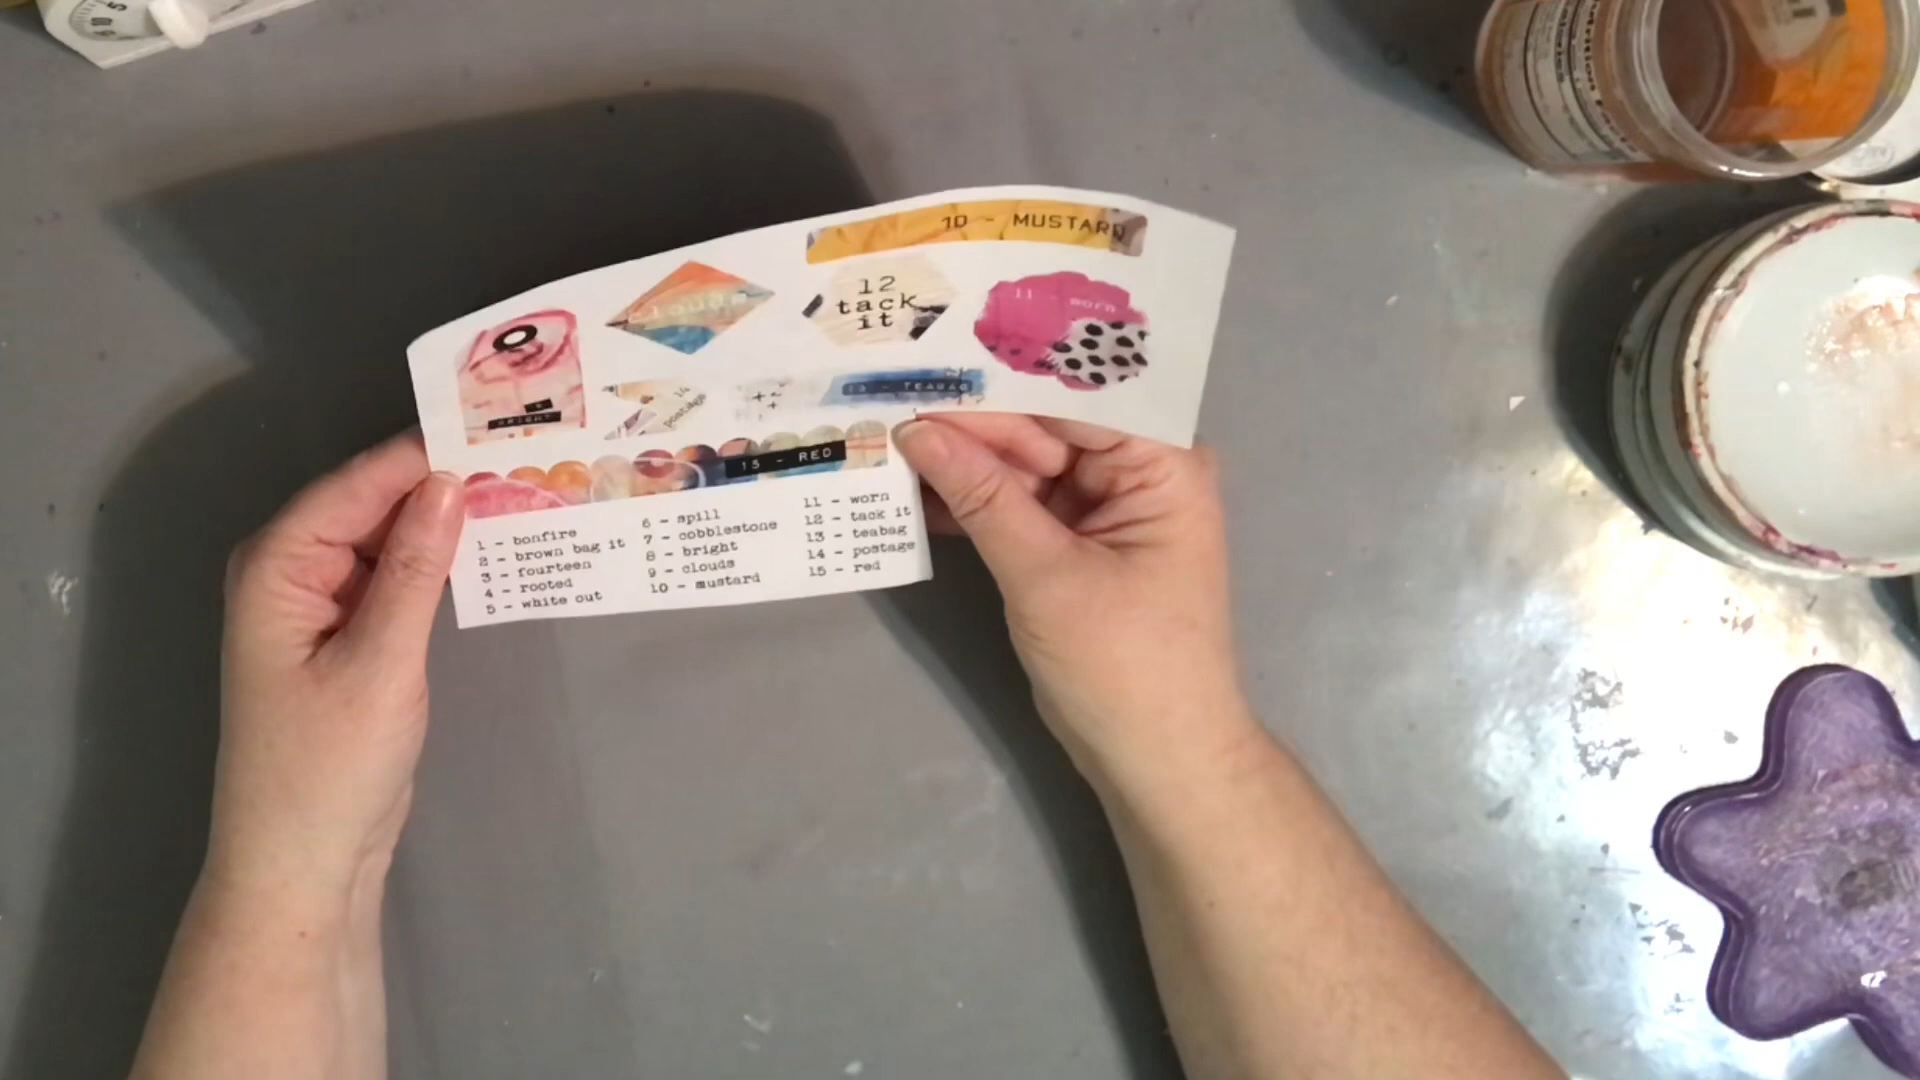 10 - MUSTARD
clouds
12
tack
it
11 - worn
BRIGHT
14
postage
13 - TEABAG
15 - RED
1 - bonfire
2 - brown bag it
3 - fourteen
4 - rooted
5 - white out
6 - spill
7 - cobblestone
8 - bright
9 - clouds
10 - mustard
11 - worn
12 - tack it
13 - teabag
14 - postage
15 - red